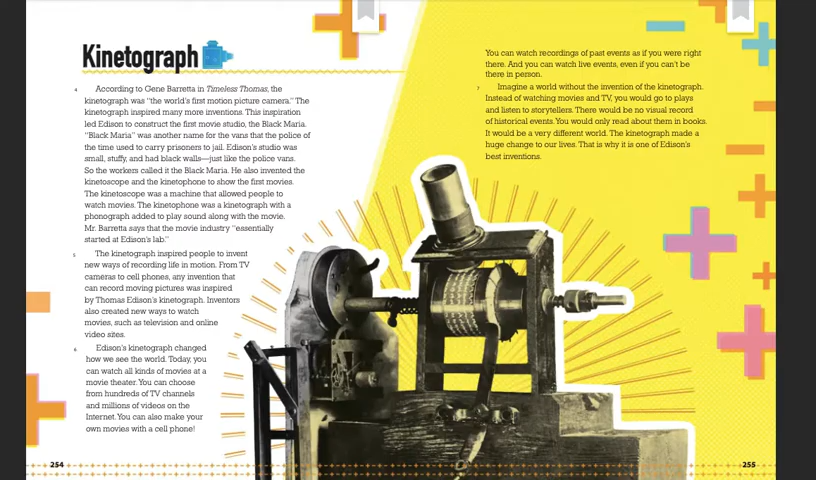 Kinetograph
4 According to Gene Barretta in Timeless Thomas, the
kinetograph was “the world’s first motion picture camera.” The
kinetograph inspired many more inventions. This inspiration
led Edison to construct the first movie studio, the Black Maria.
“Black Maria” was another name for the vans that the police of
the time used to carry prisoners to jail. Edison’s studio was
small, stuffy, and had black walls—just like the police vans.
So the workers called it the Black Maria. He also invented the
kinetoscope and the kinetophone to show the first movies.
The kinetoscope was a machine that allowed people to
watch movies. The kinetophone was a kinetograph with a
phonograph added to play sound along with the movie.
Mr. Barretta says that the movie industry “essentially
started at Edison’s lab.”
5 The kinetograph inspired people to invent
new ways of recording life in motion. From TV
cameras to cell phones, any invention that
can record moving pictures was inspired
by Thomas Edison’s kinetograph. Inventors
also created new ways to watch
movies, such as television and online
video sites.
6 Edison’s kinetograph changed
how we see the world. Today, you
can watch all kinds of movies at a
movie theater. You can choose
from hundreds of TV channels
and millions of videos on the
Internet. You can also make your
own movies with a cell phone!
254
You can watch recordings of past events as if you were right
there. And you can watch live events, even if you can’t be
there in person.
7 Imagine a world without the invention of the kinetograph.
Instead of watching movies and TV, you would go to plays
and listen to storytellers. There would be no visual record
of historical events. You would only read about them in books.
It would be a very different world. The kinetograph made a
huge change to our lives. That is why it is one of Edison’s
best inventions.
255